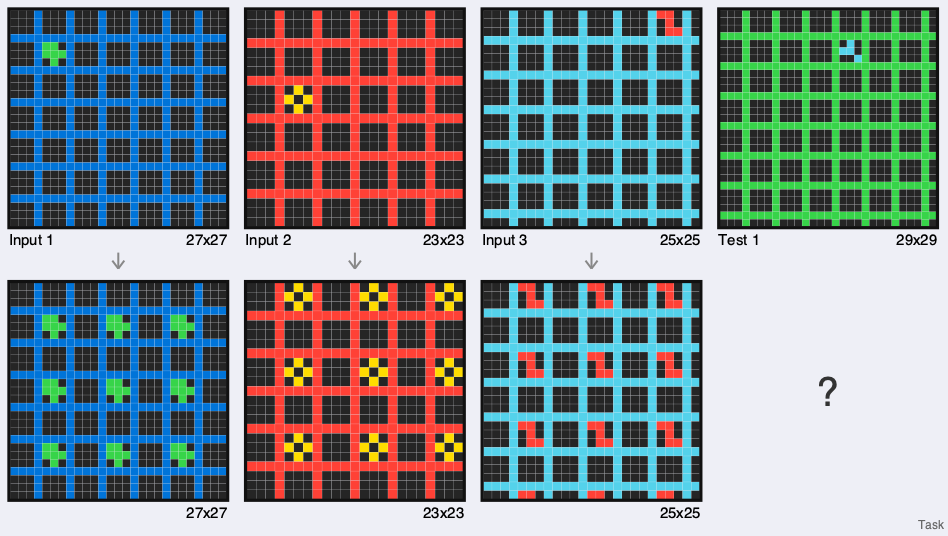 Input 1 27x27
Input 2 23x23
Input 3 25x25
Test 1 29x29
?
27x27
23x23
25x25
Task